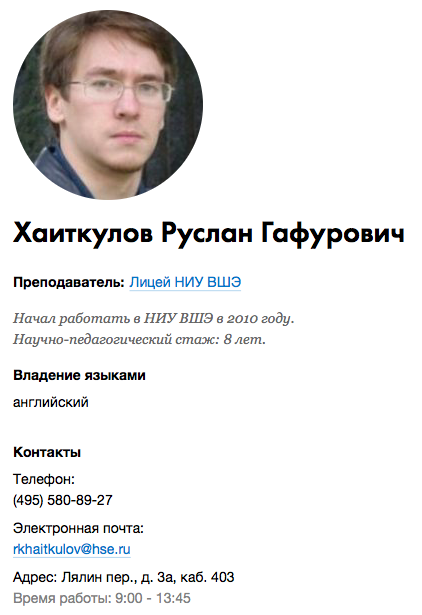 Хаиткулов Руслан Гафурович
Преподаватель: Лицей НИУ ВШЭ
Начал работать в НИУ ВШЭ в 2010 году.
Научно-педагогический стаж: 8 лет.
Владение языками
английский
Контакты
Телефон:
(495) 580-89-27
Электронная почта:
rkhaitkulov@hse.ru
Адрес: Лялин пер., д. 3а, каб. 403
Время работы: 9:00 - 13:45